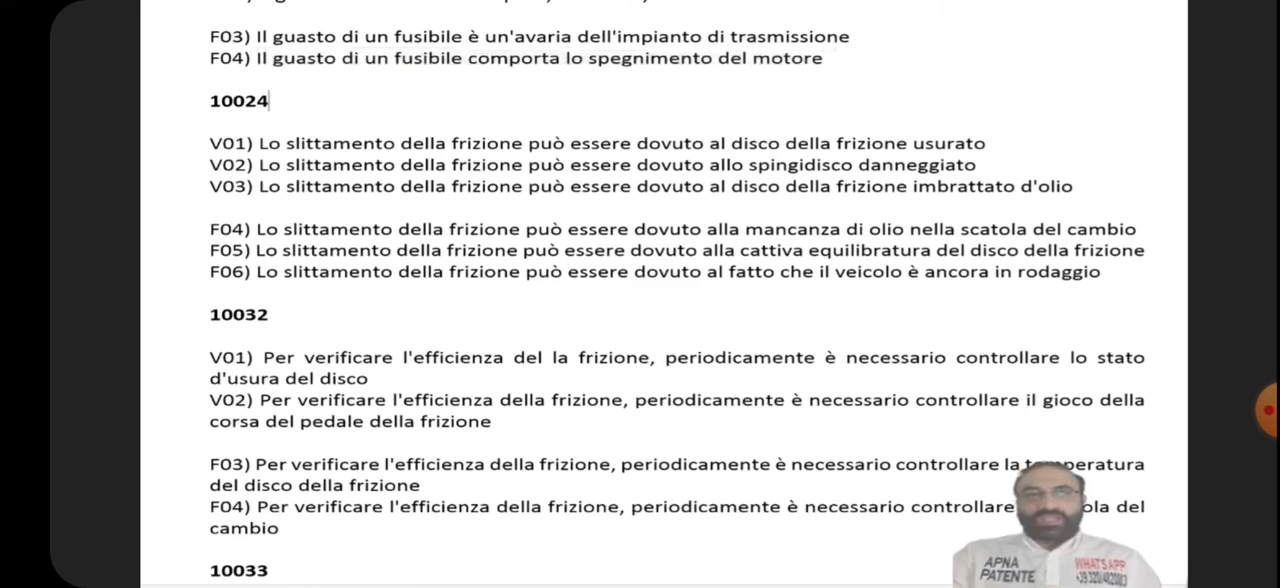 F03) Il guasto di un fusibile è un'avaria dell'impianto di trasmissione
F04) Il guasto di un fusibile comporta lo spegnimento del motore
10024
V01) Lo slittamento della frizione può essere dovuto al disco della frizione usurato
V02) Lo slittamento della frizione può essere dovuto allo spingidisco danneggiato
V03) Lo slittamento della frizione può essere dovuto al disco della frizione imbrattato d'olio
F04) Lo slittamento della frizione può essere dovuto alla mancanza di olio nella scatola del cambio
F05) Lo slittamento della frizione può essere dovuto alla cattiva equilibratura del disco della frizione
F06) Lo slittamento della frizione può essere dovuto al fatto che il veicolo è ancora in rodaggio
10032
V01) Per verificare l'efficienza del la frizione, periodicamente è necessario controllare lo stato
d'usura del disco
V02) Per verificare l'efficienza della frizione, periodicamente è necessario controllare il gioco della
corsa del pedale della frizione
F03) Per verificare l'efficienza della frizione, periodicamente è necessario controllare la
del disco della frizione
F04) Per verificare l'efficienza della frizione, periodicamente è necessario controllare del
cambio
10033
APNA
PATENTE
WHATSAPP